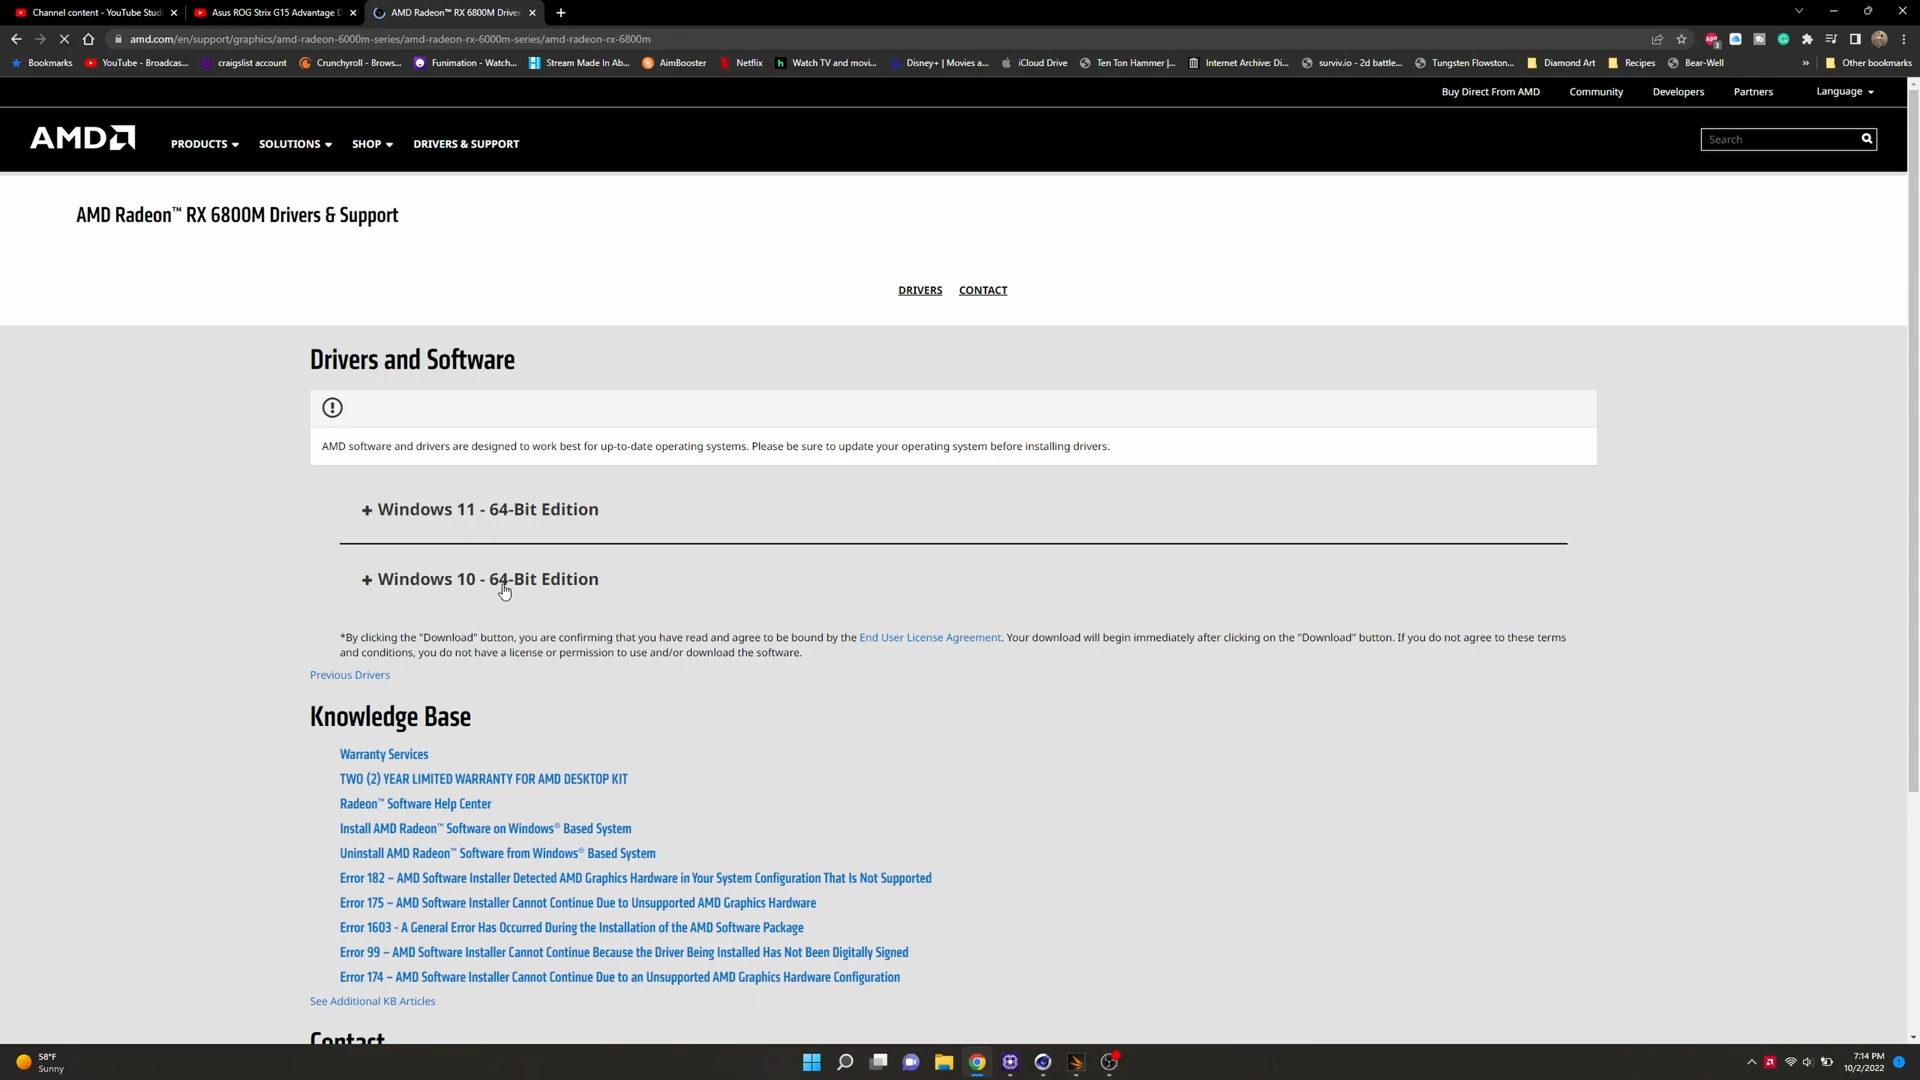 Channel content - YouTube Studi
Asus ROG Strix G15 Advantage D
AMD Radeon™ RX 6800M Driver
amd.com/en/support/graphics/amd-radeon-6000m-series/amd-radeon-rx-6000m-series/amd-radeon-rx-6800m
Bookmarks
YouTube - Broadcas...
craigslist account
Crunchyroll - Brows...
Funimation - Watch...
Stream Made In Ab...
AimBooster
Netflix
Watch TV and movi...
Disney+ | Movies a...
iCloud Drive
Ten Ton Hammer |...
Internet Archive: Di...
surviv.io - 2d battle...
Tungsten Flowston...
Diamond Art
Recipes
Bear-Well
»
Other bookmarks
Buy Direct From AMD Community Developers Partners Language
AMD
PRODUCTS SOLUTIONS SHOP DRIVERS & SUPPORT
Search
AMD Radeon™ RX 6800M Drivers & Support
DRIVERS CONTACT
Drivers and Software
AMD software and drivers are designed to work best for up-to-date operating systems. Please be sure to update your operating system before installing drivers.
+ Windows 11 - 64-Bit Edition
+ Windows 10 - 64-Bit Edition
*By clicking the "Download" button, you are confirming that you have read and agree to be bound by the End User License Agreement. Your download will begin immediately after clicking on the "Download" button. If you do not agree to these terms
and conditions, you do not have a license or permission to use and/or download the software.
Previous Drivers
Knowledge Base
Warranty Services
TWO (2) YEAR LIMITED WARRANTY FOR AMD DESKTOP KIT
Radeon™ Software Help Center
Install AMD Radeon™ Software on Windows® Based System
Uninstall AMD Radeon™ Software from Windows® Based System
Error 182 – AMD Software Installer Detected AMD Graphics Hardware in Your System Configuration That Is Not Supported
Error 175 – AMD Software Installer Cannot Continue Due to Unsupported AMD Graphics Hardware
Error 1603 - A General Error Has Occurred During the Installation of the AMD Software Package
Error 99 – AMD Software Installer Cannot Continue Because the Driver Being Installed Has Not Been Digitally Signed
Error 174 – AMD Software Installer Cannot Continue Due to an Unsupported AMD Graphics Hardware Configuration
See Additional KB Articles
Contact
58°F
Sunny
7:14 PM
10/2/2022